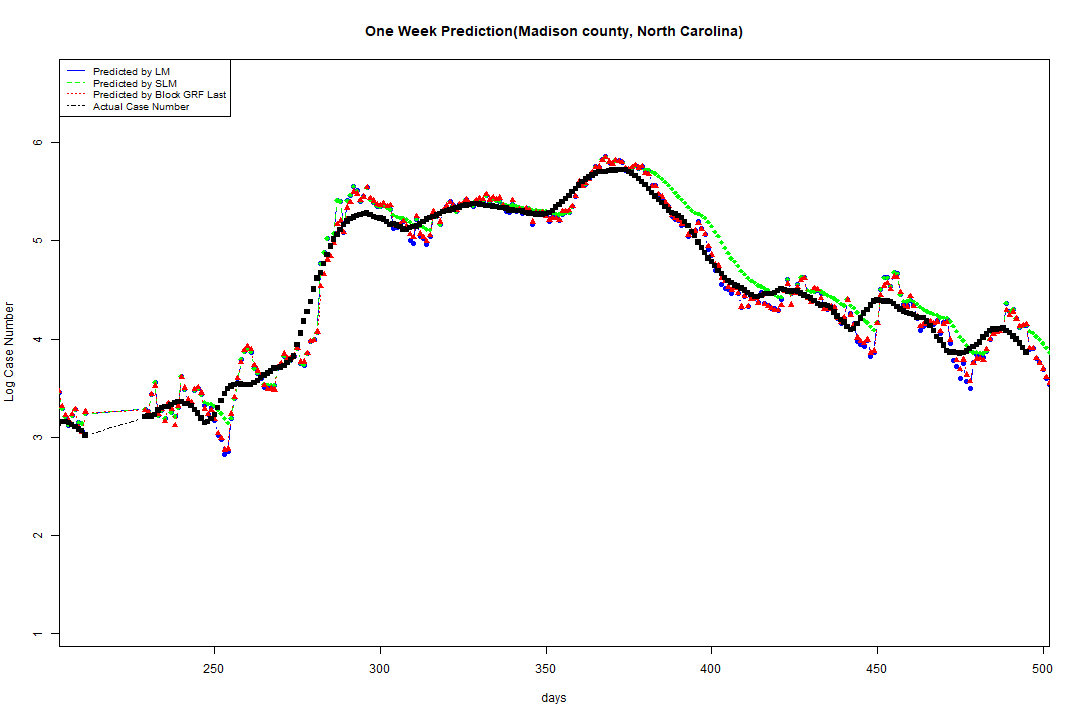 One Week Prediction(Madison county, North Carolina)
Predicted by LM
Predicted by SLM
Predicted by Block GRF Last
Actual Case Number
Log Case Number
6
5
4
3
2
1
250 300 350 400 450 500
days